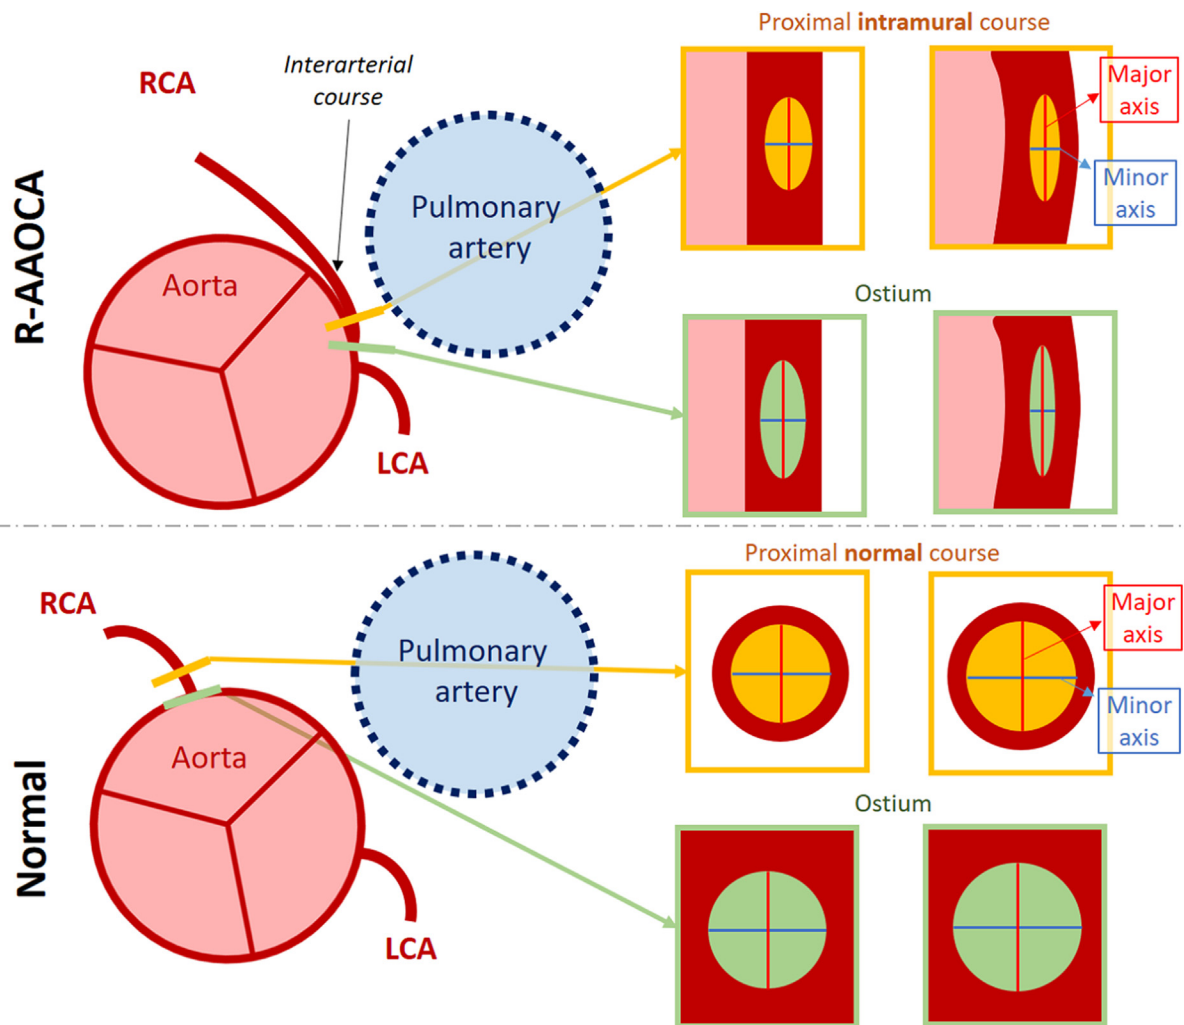 Proximal intramural course
Interarterial
course
RCA
Major
axis
Minor
axis
Pulmonary
artery
R-AAOCA
Aorta
Ostium
LCA
Proximal normal course
RCA
Major
axis
Pulmonary
artery
Minor
axis
Aorta
Ostium
Normal
LCA